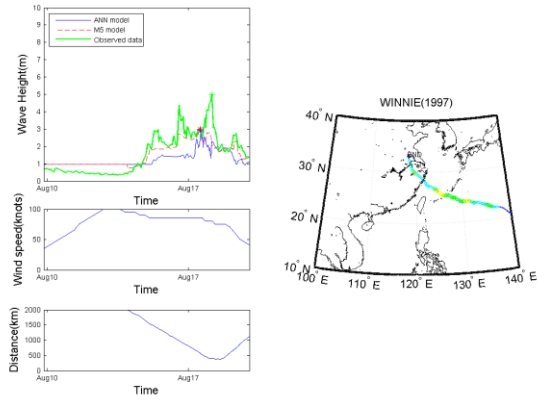 ANN model
M5 model
Observed data
10
9
8
7
6
5
4
3
2
1
0
Wave Height(m)
Aug10 Aug17
Time
100
50
0
Wind speed(knots)
Aug10 Aug17
Time
2000
1500
1000
500
0
Distance(km)
Aug10 Aug17
Time
WINNIE(1997)
40° N
30° N
20° N
10° N
100° E 110° E 120° E 130° E 140° E